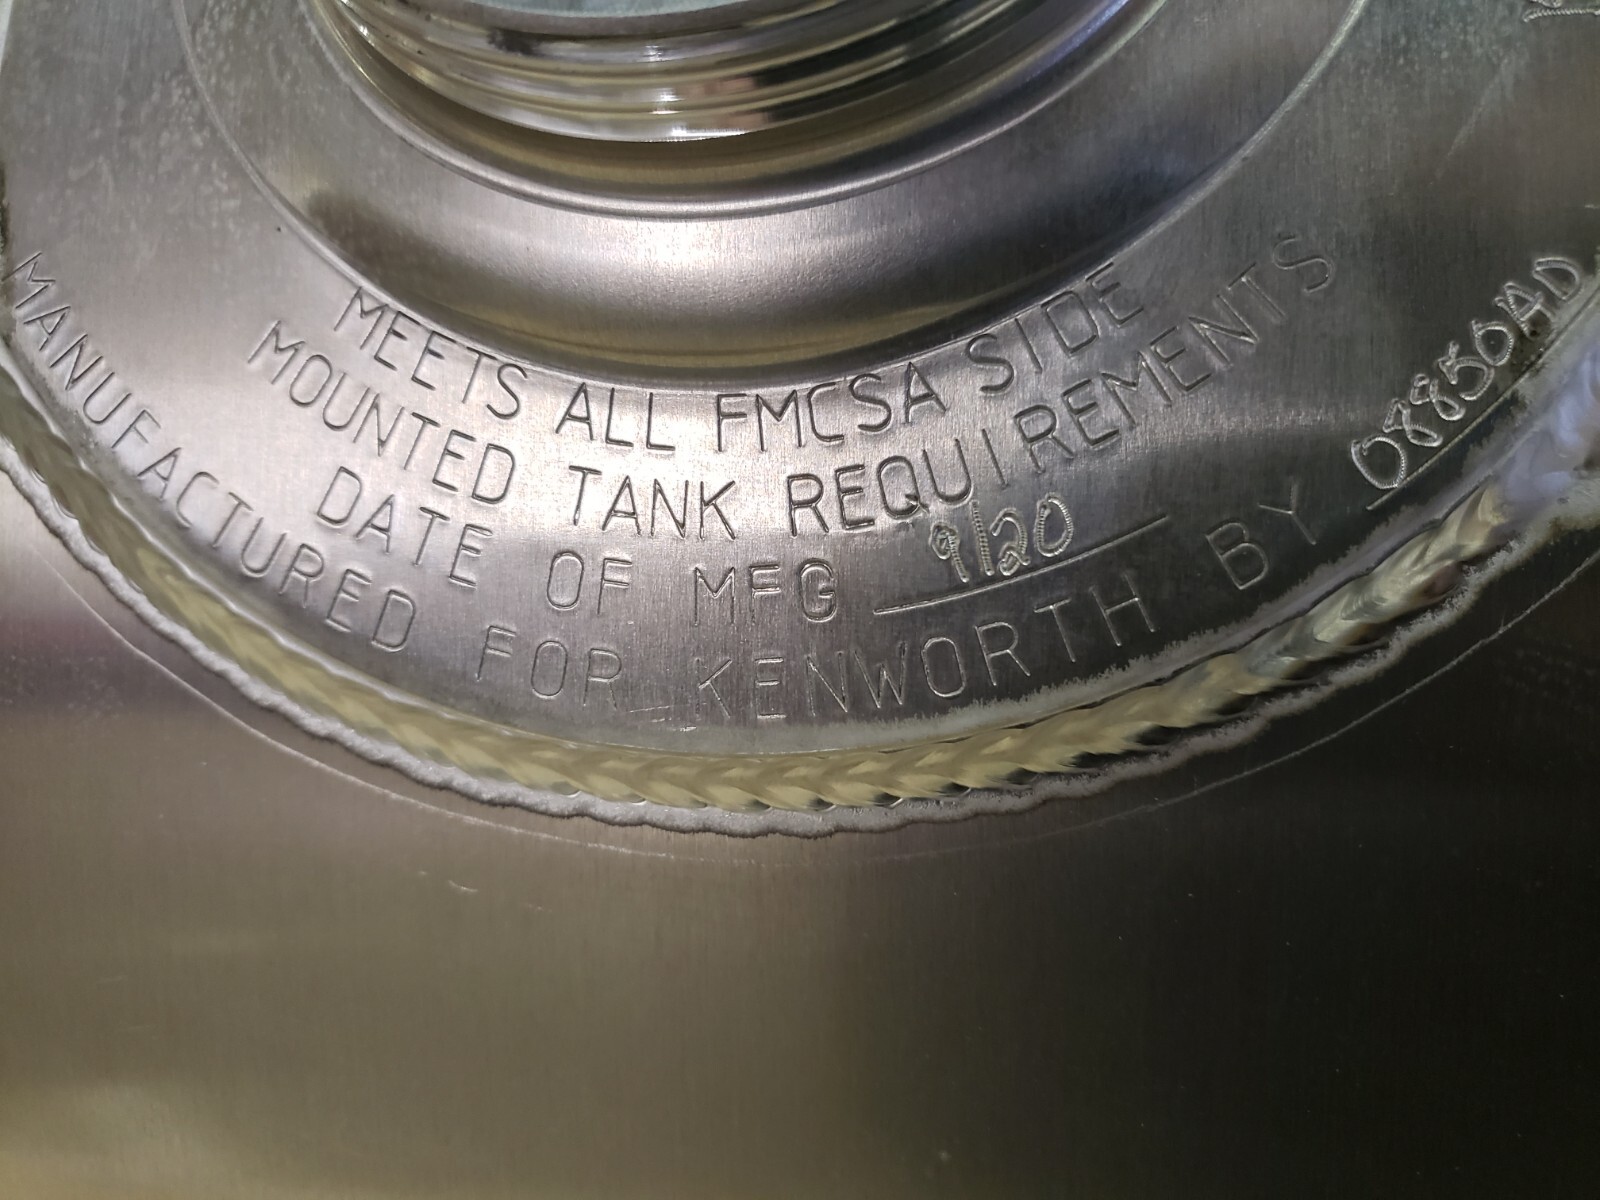 MEETS ALL FMCSA SIDE
MOUNTED TANK REQUIREMENTS
DATE OF MFG 9/20
MANUFACTURED FOR KENWORTH BY 08850AD